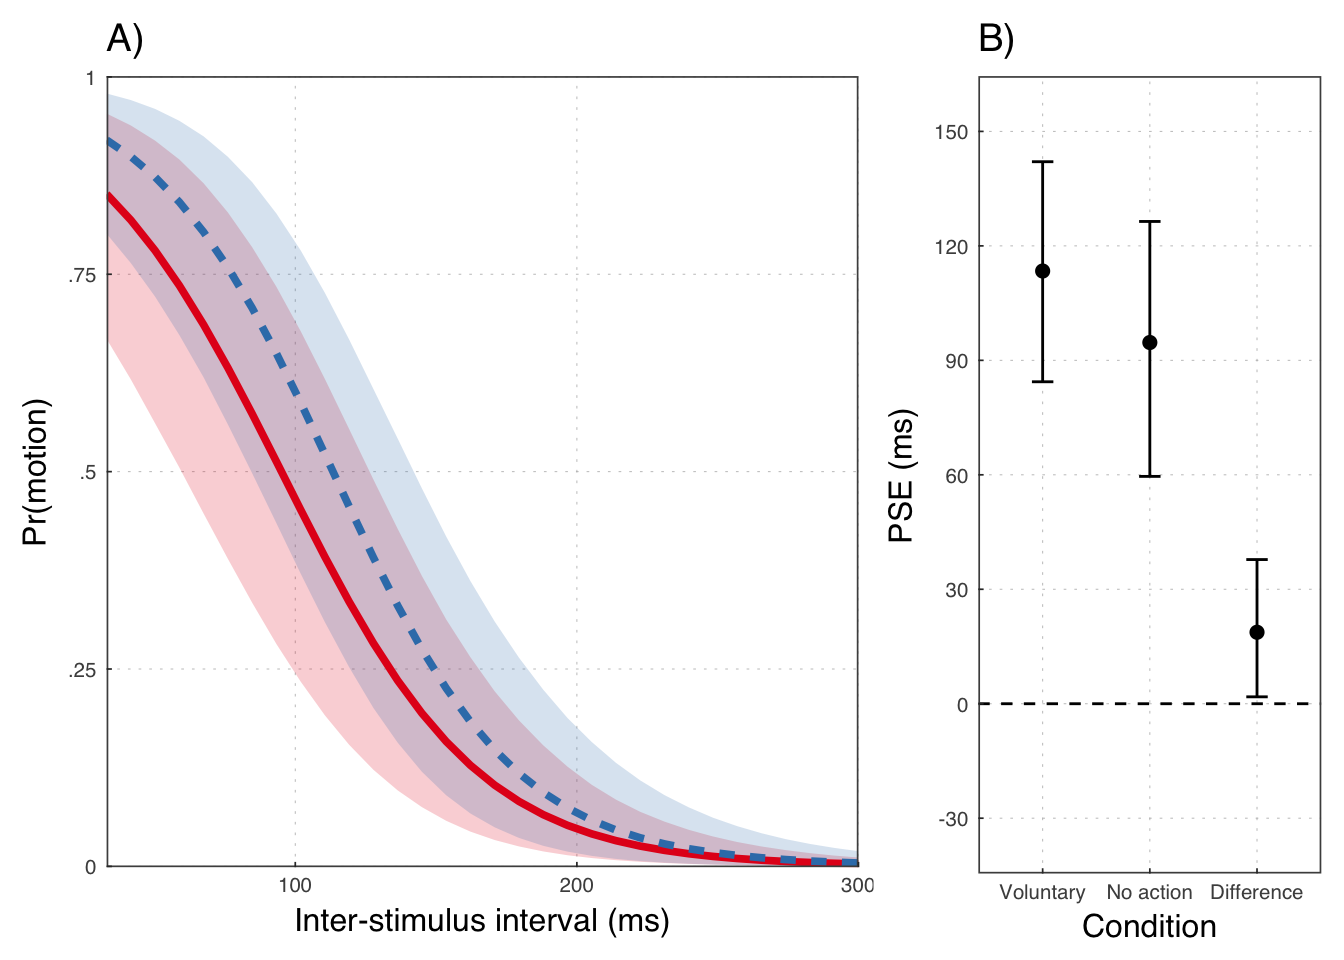 A)
Pr(motion)
1
.75
.5
.25
0
100 200 300
Inter-stimulus interval (ms)
B)
PSE (ms)
150
120
90
60
30
0
-30
Voluntary No action Difference
Condition